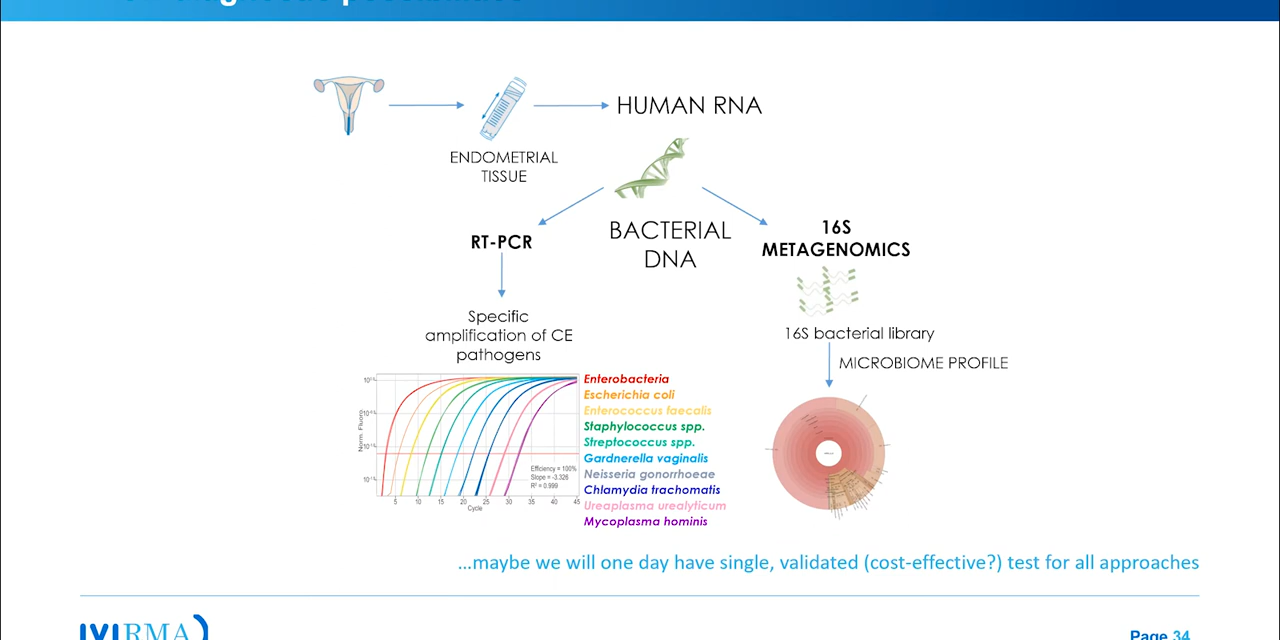 HUMAN RNA
ENDOMETRIAL
TISSUE
BACTERIAL
DNA
RT-PCR
16S
METAGENOMICS
Specific
amplification of CE
pathogens
16S bacterial library
MICROBIOME PROFILE
Norm. Fluoro.
Efficiency = 100%
Slope = -3.326
R² = 0.999
5 10 15 20 25 30 35 40 45
Cycle
Enterobacteria
Escherichia coli
Enterococcus faecalis
Staphylococcus spp.
Streptococcus spp.
Gardnerella vaginalis
Neisseria gonorrhoeae
Chlamydia trachomatis
Ureaplasma urealyticum
Mycoplasma hominis
...maybe we will one day have single, validated (cost-effective?) test for all approaches
IVIRMA
Page 34